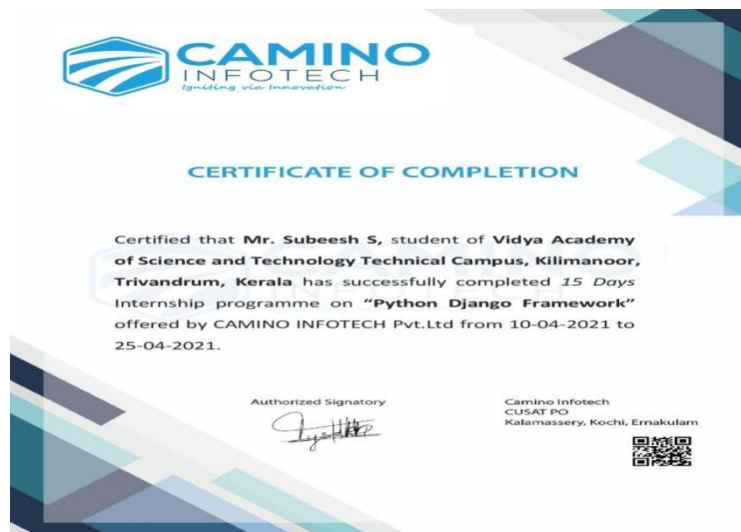 CAMINO
INFOTECH
Igniting via Innovation
CERTIFICATE OF COMPLETION
Certified that Mr. Subeesh S, student of Vidya Academy
of Science and Technology Technical Campus, Kilimanoor,
Trivandrum, Kerala has successfully completed 15 Days
Internship programme on “Python Django Framework”
offered by CAMINO INFOTECH Pvt.Ltd from 10-04-2021 to
25-04-2021.
Authorized Signatory
Camino Infotech
CUSAT PO
Kalamassery, Kochi, Ernakulam